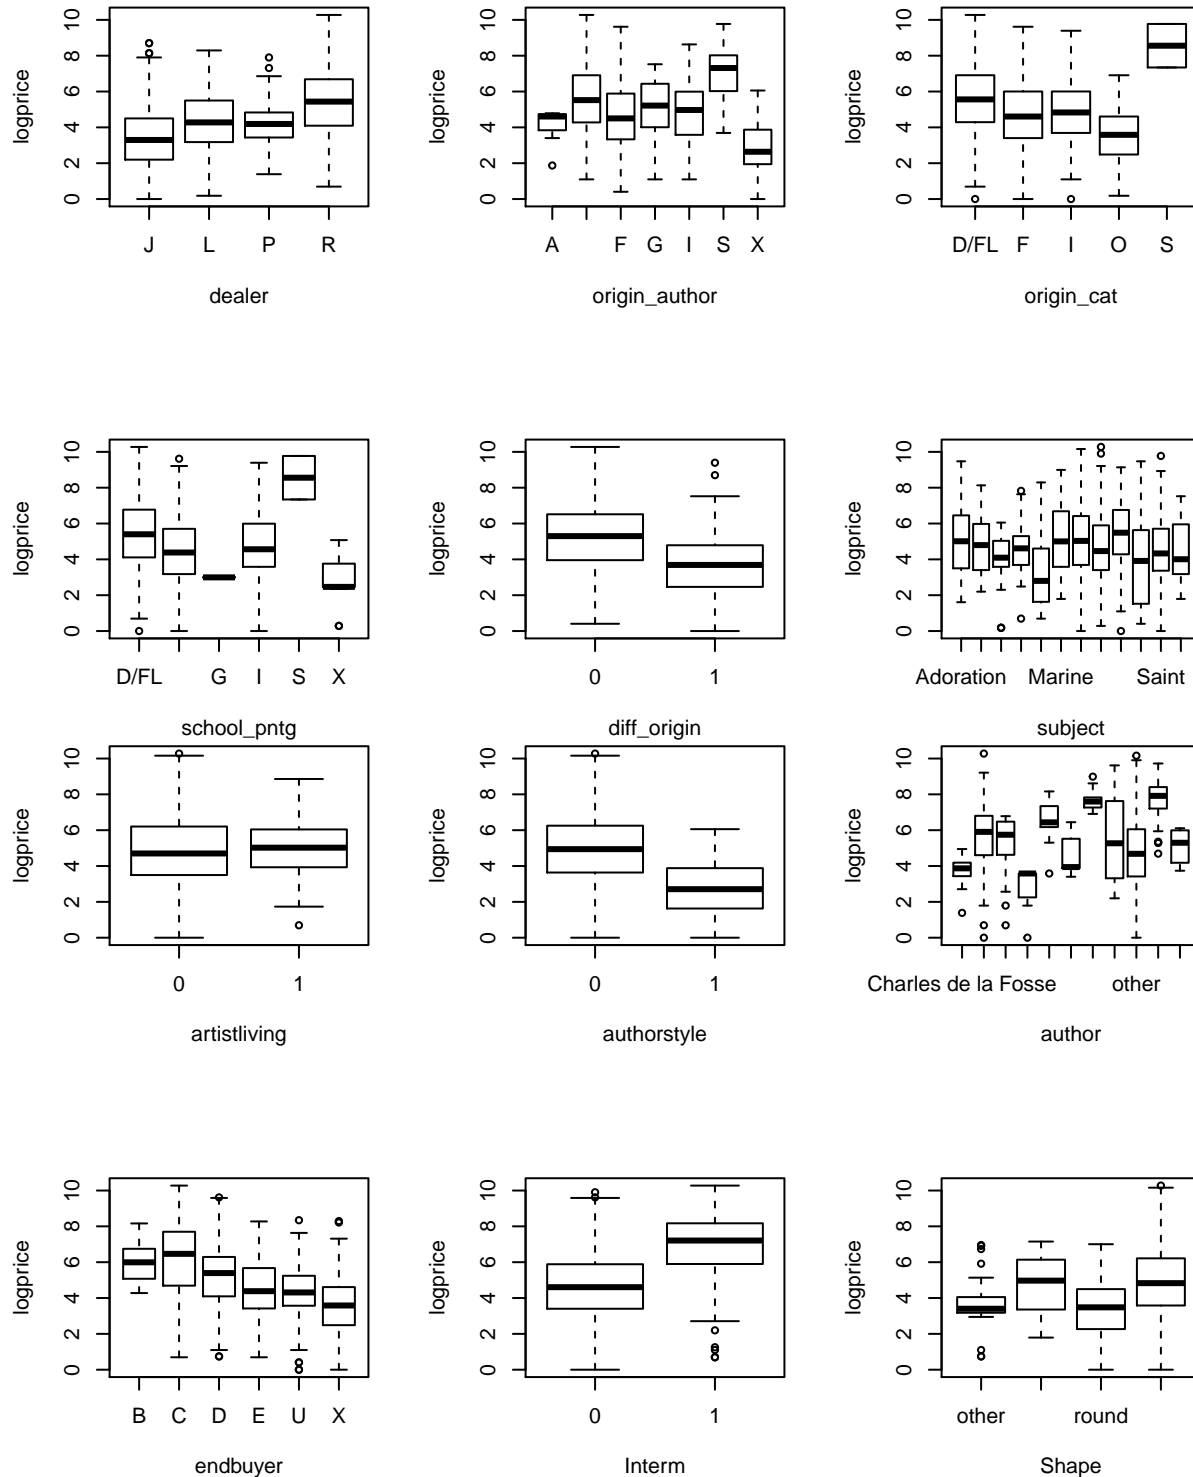 logprice
0 2 4 6 8 10
J L P R
dealer
logprice
0 2 4 6 8 10
A F G I S X
origin_author
logprice
0 2 4 6 8 10
D/FL F I O S
origin_cat
logprice
0 2 4 6 8 10
D/FL G I S X
school_pntg
logprice
0 2 4 6 8 10
0 1
diff_origin
logprice
0 2 4 6 8 10
Adoration Marine Saint
subject
logprice
0 2 4 6 8 10
0 1
artistliving
logprice
0 2 4 6 8 10
0 1
authorstyle
logprice
0 2 4 6 8 10
Charles de la Fosse other
author
logprice
0 2 4 6 8 10
B C D E U X
endbuyer
logprice
0 2 4 6 8 10
0 1
Interm
logprice
0 2 4 6 8 10
other round
Shape